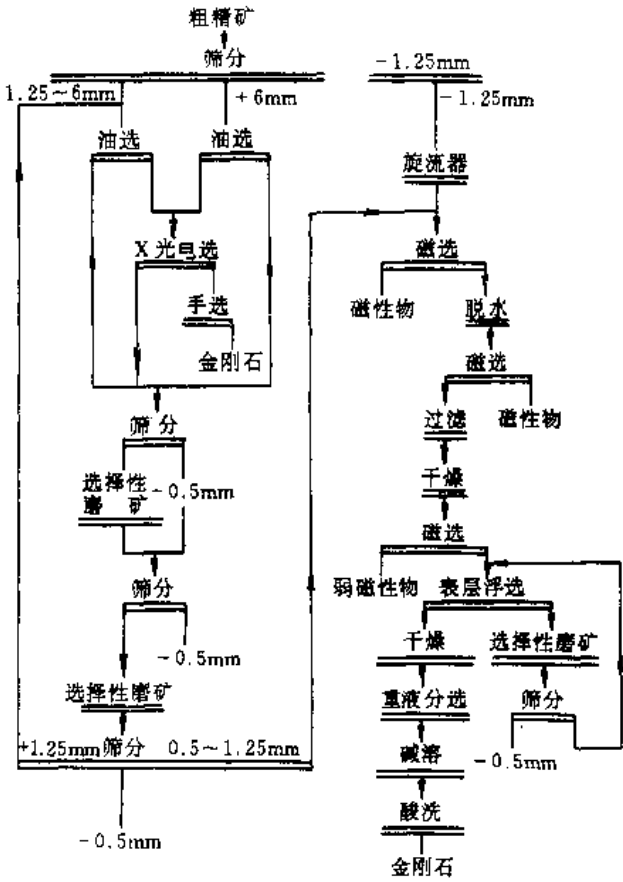 粗精矿
筛分
-1.25mm
1.25～6mm
+6mm
-1.25mm
油选
油选
旋流器
X光电选
磁选
手选
磁性物
脱水
金刚石
磁选
过滤
磁性物
筛分
选择性
磨 矿
-0.5mm
干燥
磁选
筛分
弱磁性物
表层浮选
-0.5mm
干燥
选择性磨矿
选择性磨矿
重液分选
筛分
+1.25mm
筛分
0.5～1.25mm
碱溶
-0.5mm
-0.5mm
酸洗
金刚石